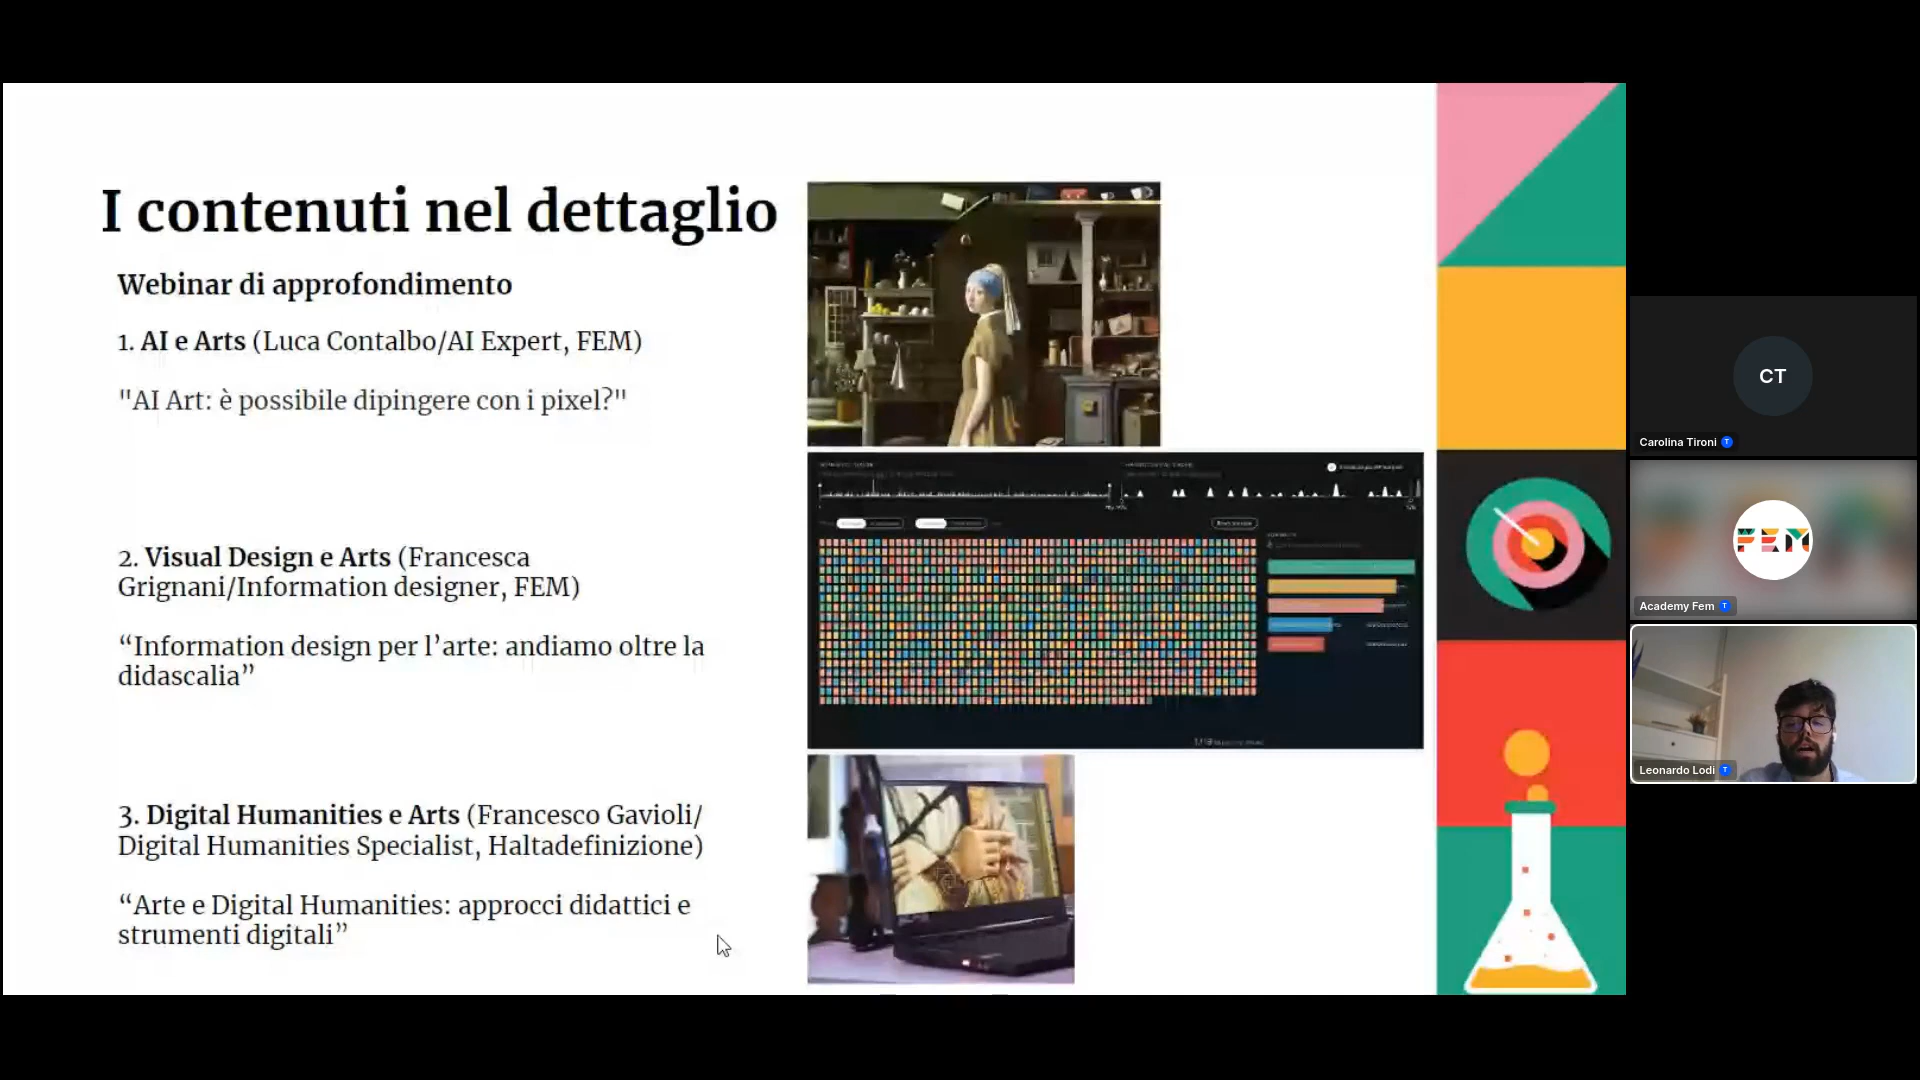 I contenuti nel dettaglio
Webinar di approfondimento
1. AI e Arts (Luca Contalbo/AI Expert, FEM)
"AI Art: è possibile dipingere con i pixel?"
2. Visual Design e Arts (Francesca
Grignani/Information designer, FEM)
“Information design per l’arte: andiamo oltre la
didascalia”
3. Digital Humanities e Arts (Francesco Gavioli/
Digital Humanities Specialist, Haltadefinizione)
“Arte e Digital Humanities: approcci didattici e
strumenti digitali”
CT
Carolina Tironi T
FEM
Academy Fem T
Leonardo Lodi T